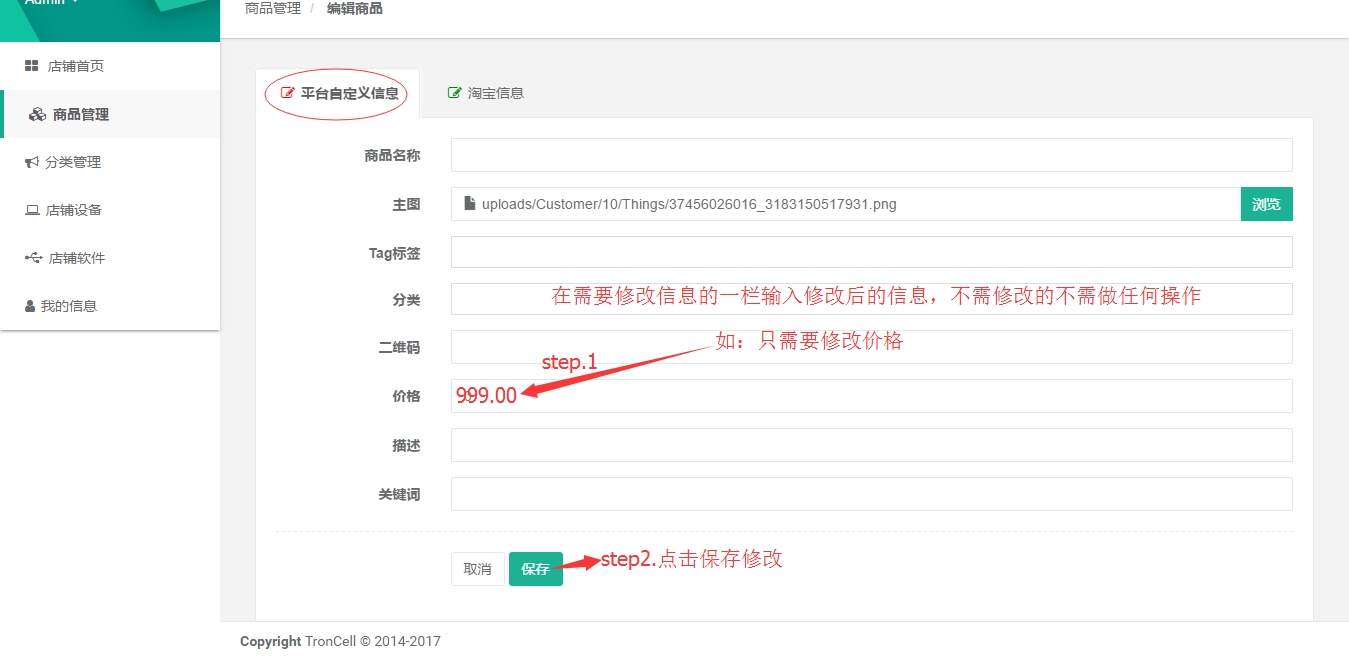 Admin
商品管理 / 编辑商品
店铺首页
商品管理
分类管理
店铺设备
店铺软件
我的信息
平台自定义信息
淘宝信息
商品名称
主图 uploads/Customer/10/Things/37456026016_3183150517931.png 浏览
Tag标签
分类
在需要修改信息的一栏输入修改后的信息，不需修改的不需做任何操作
二维码
如：只需要修改价格
step.1
价格 999.00
描述
关键词
取消 保存 step2.点击保存修改
Copyright TronCell © 2014-2017